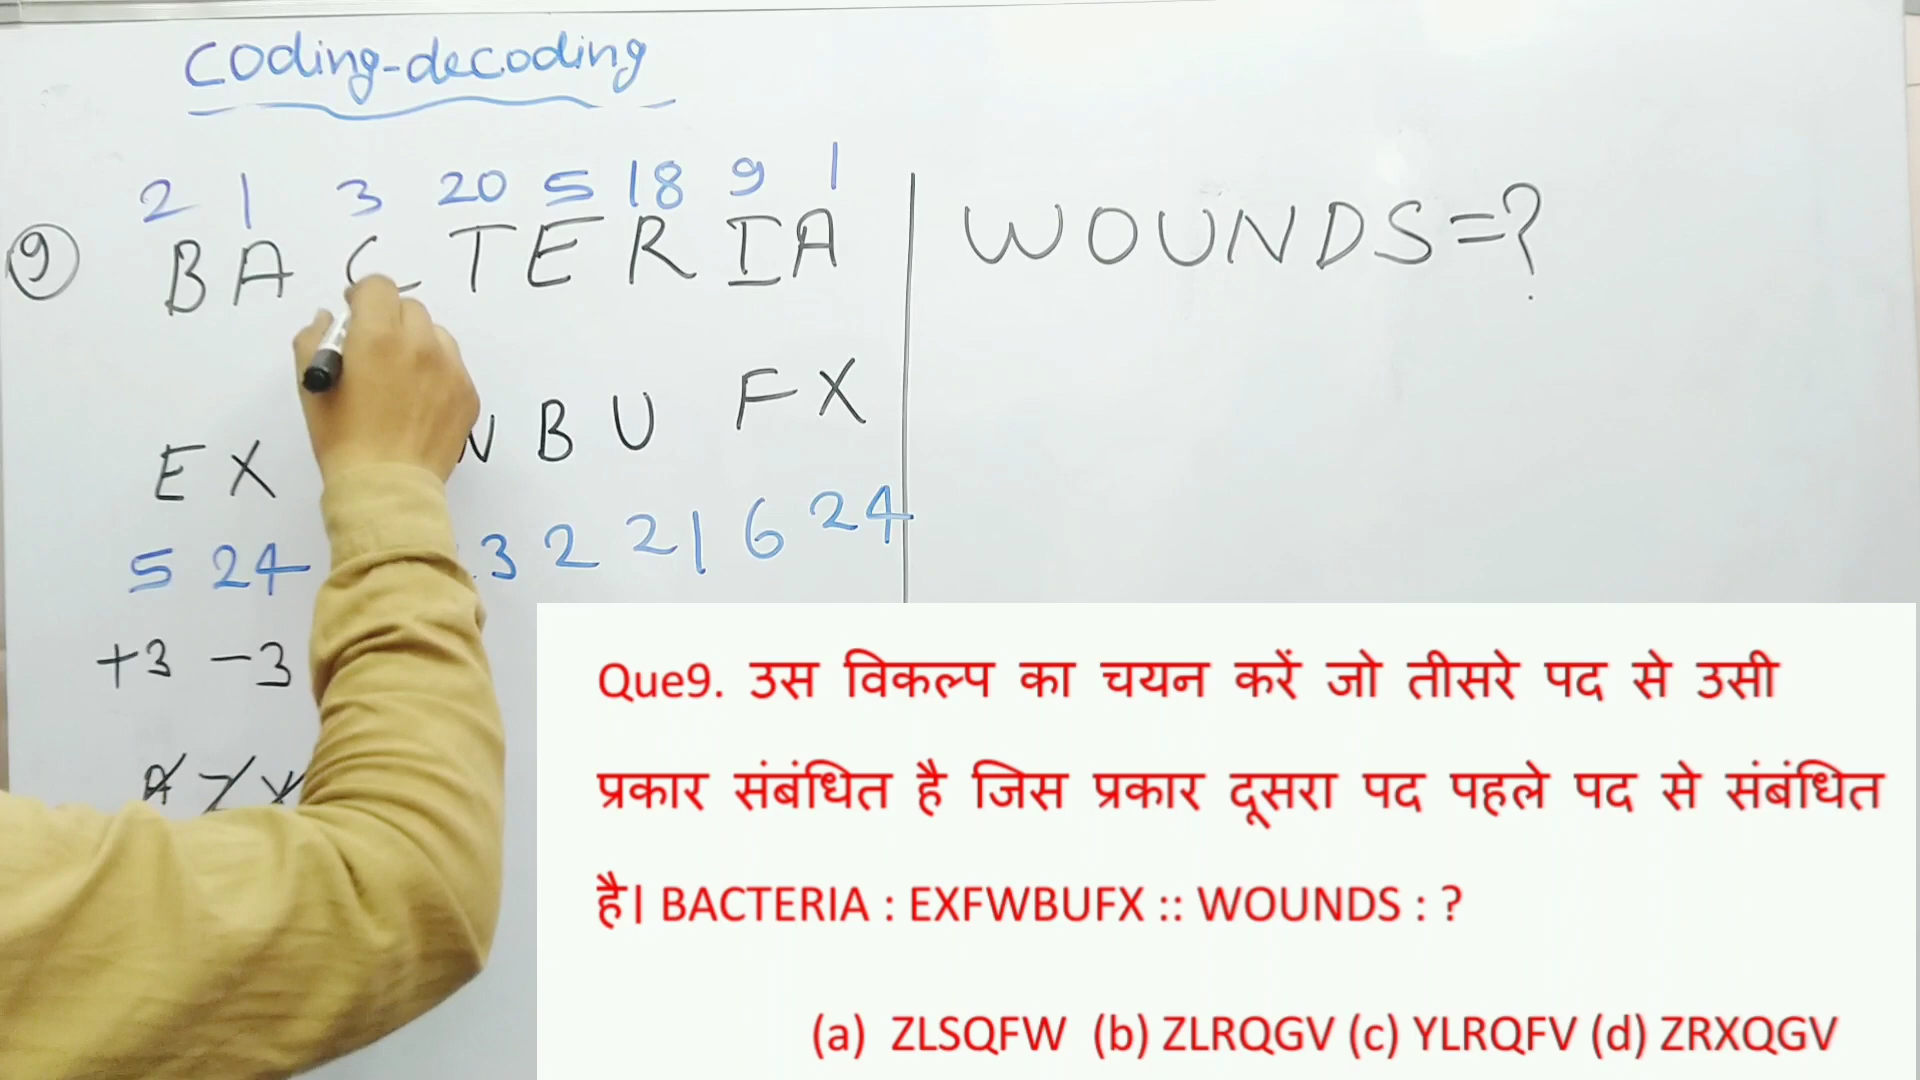 coding-decoding
2 1 3 20 5 18 9 1
9 BACTERIA WOUNDS=?
EX BUFX
5 24 3 2 21 6 24
+3 -3
Que9. उस विकल्प का चयन करें जो तीसरे पद से उसी
प्रकार संबंधित है जिस प्रकार दूसरा पद पहले पद से संबंधित
है। BACTERIA : EXFWBUFX :: WOUNDS : ?
(a) ZLSQFW (b) ZLRQGV (c) YLRQFV (d) ZRXQGV